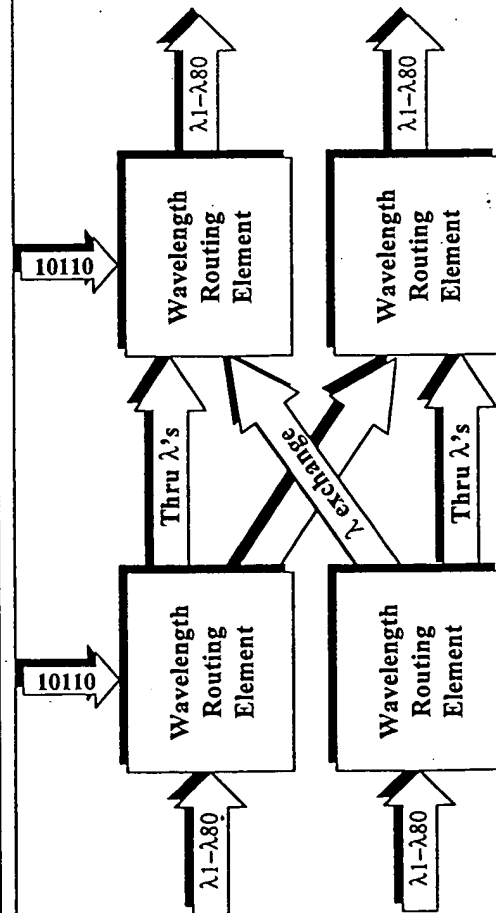 10110
10110
λ1–λ80
Wavelength
Routing
Element
Thru λ's
Wavelength
Routing
Element
λ1–λ80
λ exchange
λ1–λ80
Wavelength
Routing
Element
Thru λ's
Wavelength
Routing
Element
λ1–λ80